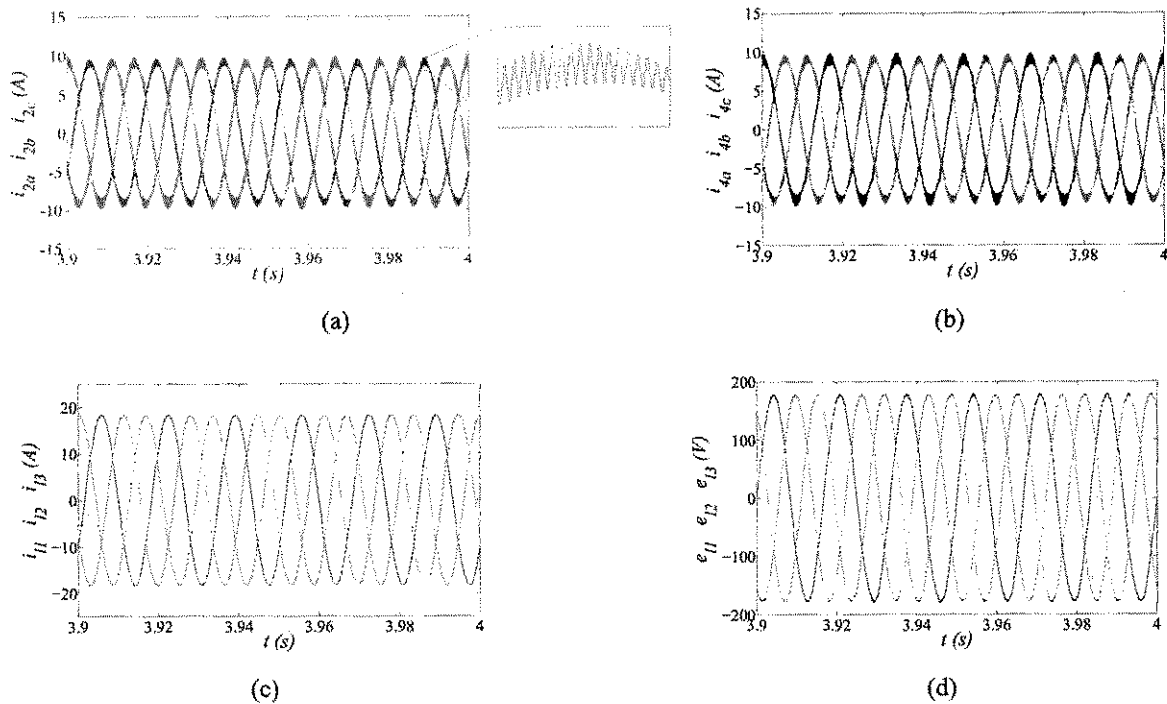 15
10
5
0
-5
-10
-15
i2a i2b i2c (A)
3.9 3.92 3.94 3.96 3.98 4
t (s)
(a)
15
10
5
0
−5
−10
−15
i4a i4b i4c (A)
3.9 3.92 3.94 3.96 3.98 4
t (s)
(b)
20
10
0
−10
−20
il1 il2 il3 (A)
3.9 3.92 3.94 3.96 3.98 4
t (s)
(c)
200
100
0
−100
−200
el1 el2 el3 (V)
3.9 3.92 3.94 3.96 3.98 4
t (s)
(d)